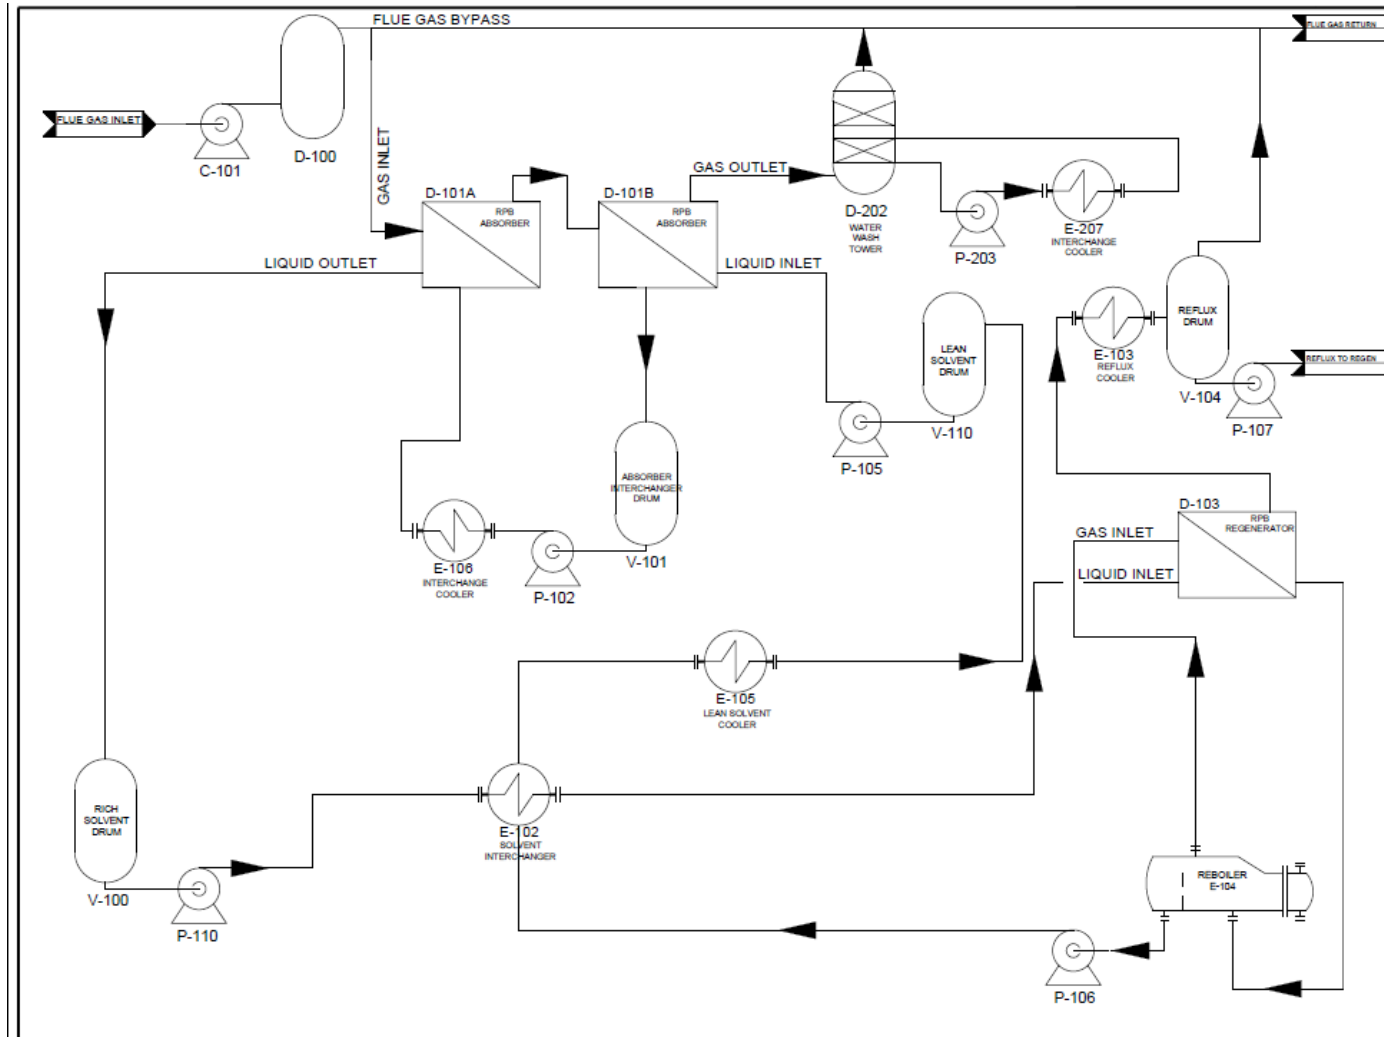 FLUE GAS BYPASS
FLUE GAS RETURN
FLUE GAS INLET
C-101
D-100
GAS INLET
D-101A
RPB
ABSORBER
D-101B
RPB
ABSORBER
GAS OUTLET
D-202
WATER
WASH
TOWER
P-203
E-207
INTERCHANGE
COOLER
LIQUID OUTLET
LIQUID INLET
LEAN
SOLVENT
DRUM
V-110
P-105
E-103
REFLUX
COOLER
REFLUX
DRUM
V-104
REFLUX TO REGEN
P-107
ABSORBER
INTERCHANGER
DRUM
V-101
E-106
INTERCHANGE
COOLER
P-102
D-103
RPB
REGENERATOR
GAS INLET
LIQUID INLET
E-105
LEAN SOLVENT
COOLER
RICH
SOLVENT
DRUM
V-100
P-110
E-102
SOLVENT
INTERCHANGER
REBOILER
E-104
P-106